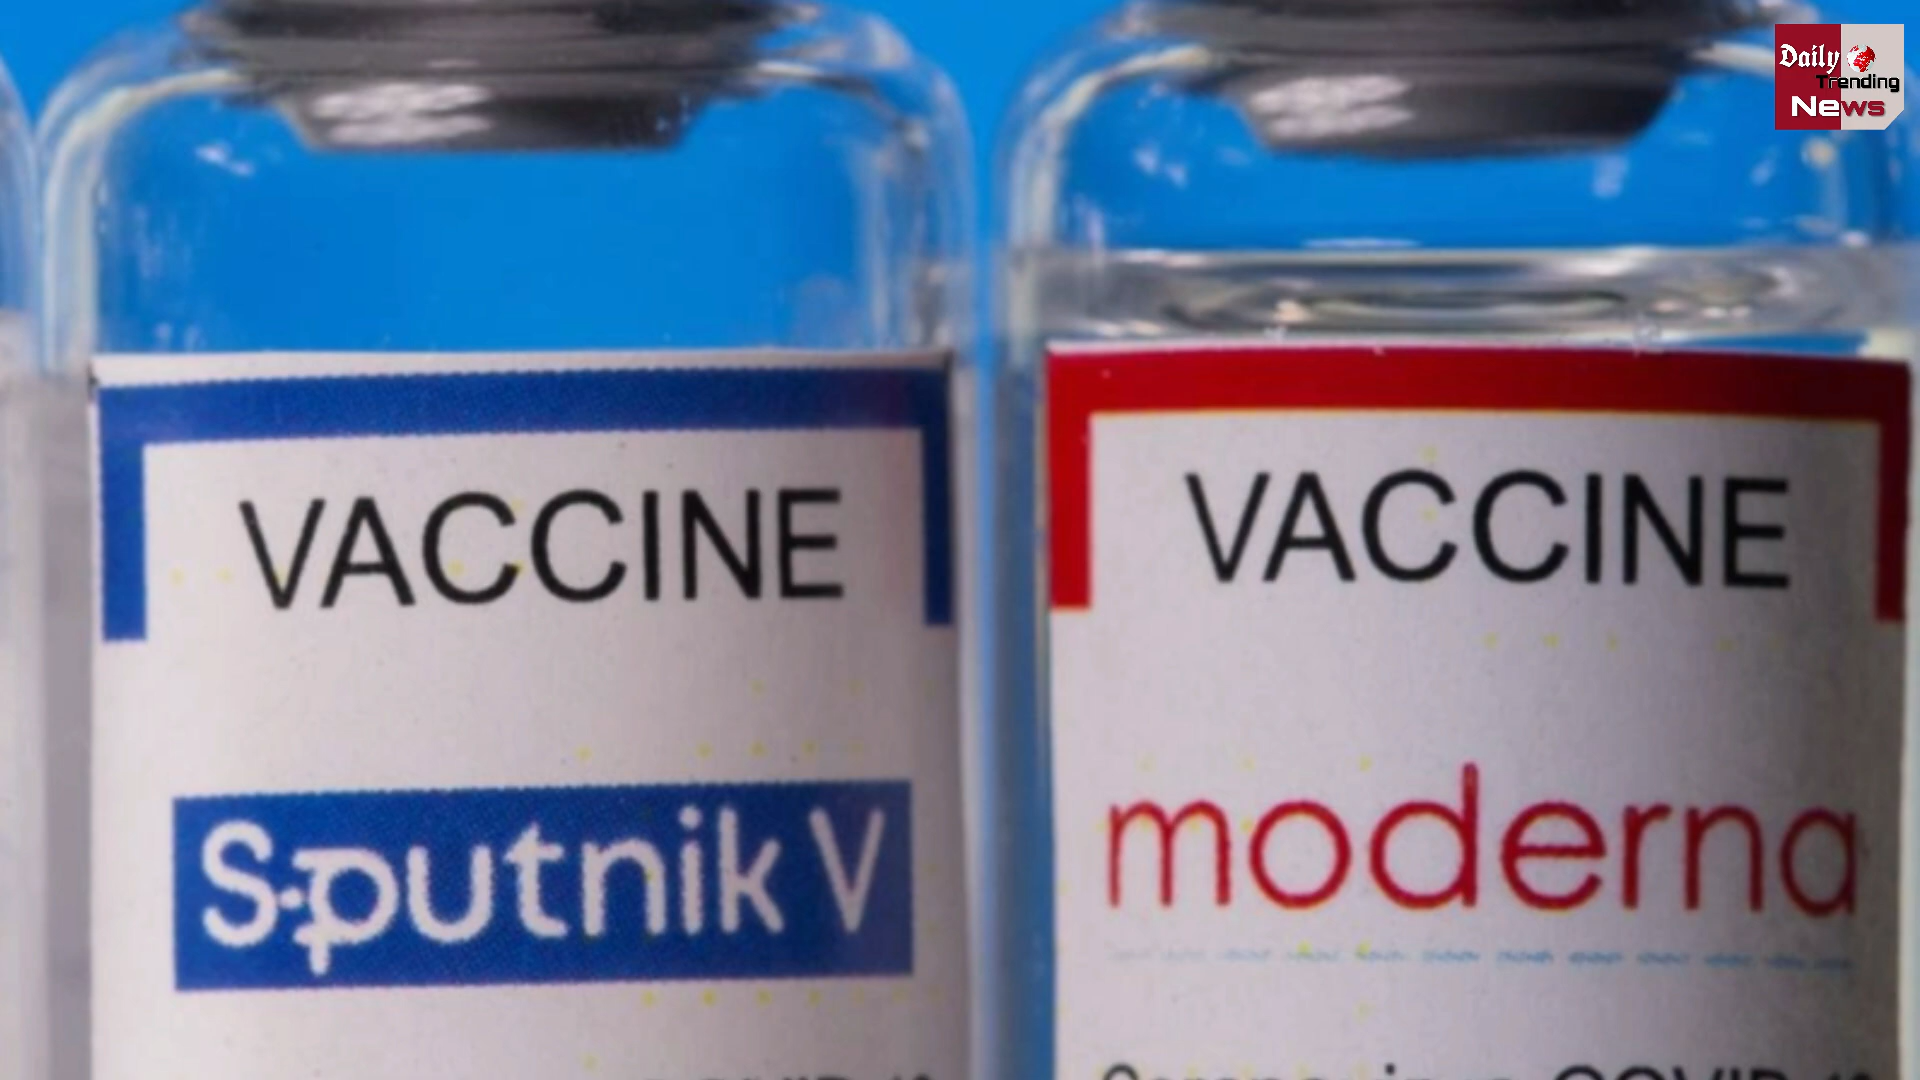 Daily
Trending
News
VACCINE
Sputnik V
VACCINE
moderna